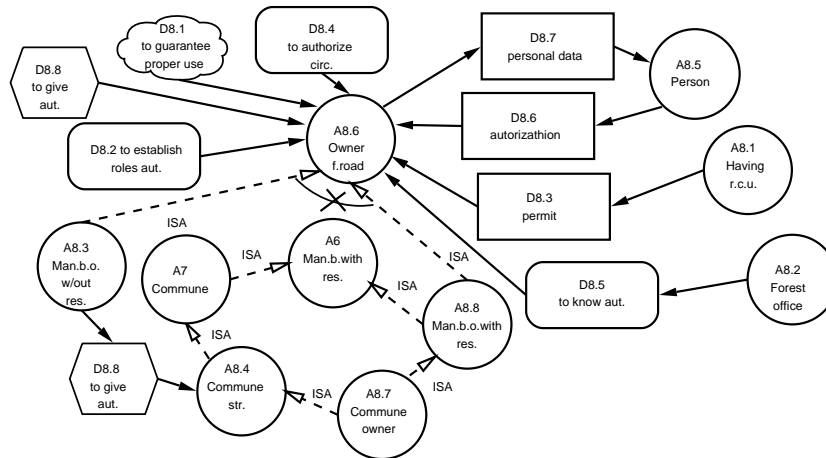 D8.1
to guarantee
proper use
D8.4
to authorize
circ.
D8.7
personal data
A8.5
Person
D8.8
to give
aut.
D8.6
autorizathion
A8.6
Owner
f.road
D8.2 to establish
roles aut.
A8.1
Having
r.c.u.
D8.3
permit
ISA
A8.3
Man.b.o.
w/out
res.
A7
Commune
ISA
A6
Man.b.with
res.
ISA
ISA
A8.8
Man.b.o.with
res.
D8.5
to know aut.
A8.2
Forest
office
ISA
D8.8
to give
aut.
A8.4
Commune
str.
ISA
A8.7
Commune
owner
ISA